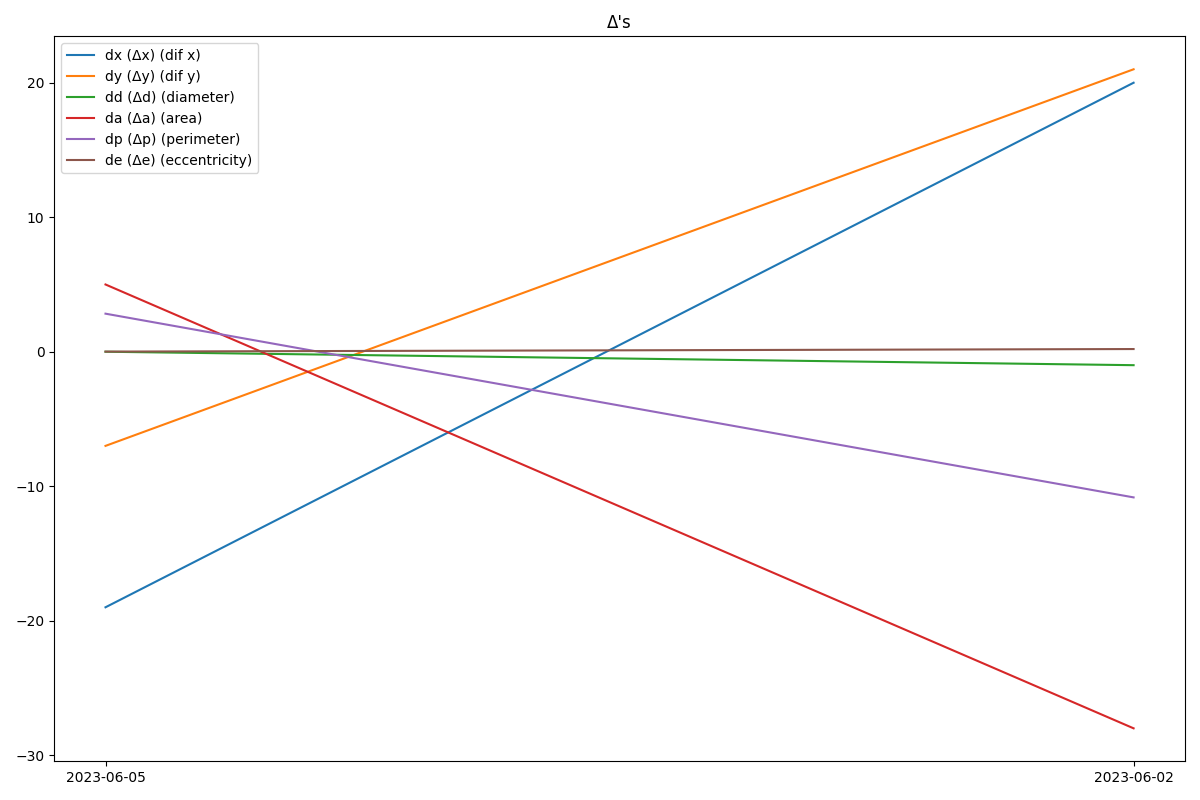 Δ's
dx (Δx) (dif x)
dy (Δy) (dif y)
dd (Δd) (diameter)
da (Δa) (area)
dp (Δp) (perimeter)
de (Δe) (eccentricity)
20
10
0
−10
−20
−30
2023-06-05 2023-06-02